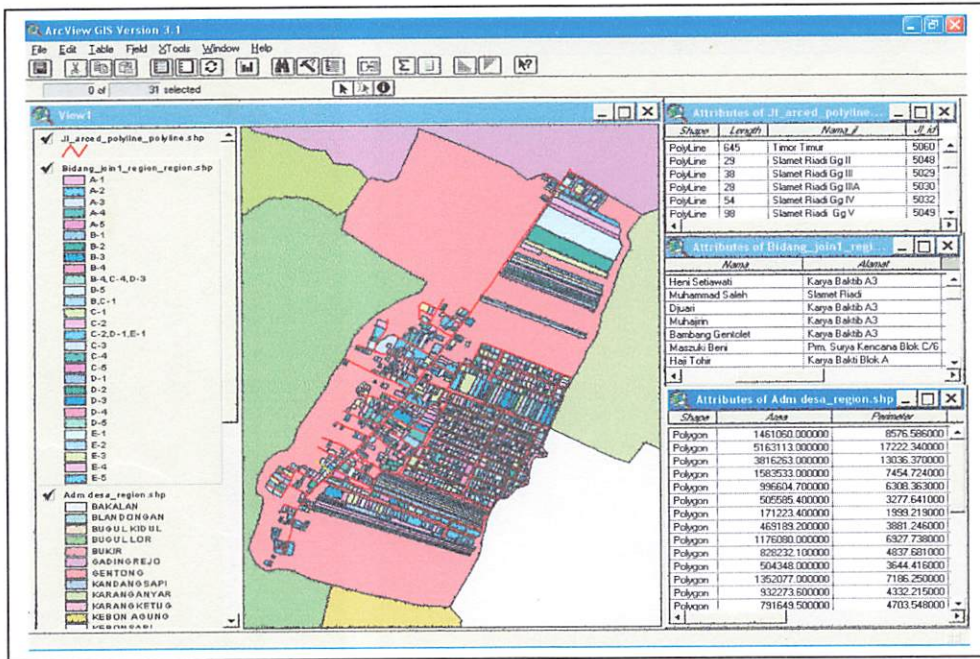 ArcView GIS Version 3.1
File Edit Table Field XTools Window Help
0 of 31 selected
View1
Jl_arced_polyline_polyline.shp
Bidang_join1_region_region.shp
A-1
A-2
A-3
A-4
A-5
B-1
B-2
B-3
B-4
B-4,C-4,D-3
B-5
B,C-1
C-1
C-2
C-2,D-1,E-1
C-3
C-4
C-5
D-1
D-2
D-3
D-4
D-5
E-1
E-2
E-3
E-4
E-5
Adm desa_region.shp
BAKALAN
BLANDONGAN
BUGUL KIDUL
BUGUL LOR
BUKIR
GADINGREJO
GENTONG
KANDANGSAPI
KARANGANYAR
KARANGKETUG
KEBON AGUNG
KEBONSARI
Attributes of Jl_arced_polyline...
Shape Length Nama_jl Jl_id
PolyLine 645 Timor Timur 5060
PolyLine 29 Slamet Riadi Gg II 5048
PolyLine 38 Slamet Riadi Gg III 5029
PolyLine 28 Slamet Riadi Gg IIIA 5030
PolyLine 54 Slamet Riadi Gg IV 5032
PolyLine 98 Slamet Riadi Gg V 5049
Attributes of Bidang_join1_regi...
Nama Alamat
Heni Setiawati Karya Baktib A3
Muhammad Saleh Slamet Riadi
Djuari Karya Baktib A3
Muhajrin Karya Baktib A3
Bambang Gentolet Karya Baktib A3
Maszuki Beni Prm. Surya Kencana Blok C/6
Haji Tohir Karya Bakti Blok A
Attributes of Adm desa_region.shp
Shape Area Perimeter
Polygon 1461060.000000 8576.586000
Polygon 5163113.000000 17222.340000
Polygon 3816263.000000 13036.370000
Polygon 1583533.000000 7454.724000
Polygon 996604.700000 6308.363000
Polygon 505585.400000 3277.641000
Polygon 171223.400000 1999.219000
Polygon 469189.200000 3881.246000
Polygon 1176080.000000 6927.738000
Polygon 828232.100000 4837.681000
Polygon 504348.000000 3644.416000
Polygon 1352077.000000 7186.250000
Polygon 932273.600000 4332.215000
Polygon 791649.500000 4703.548000